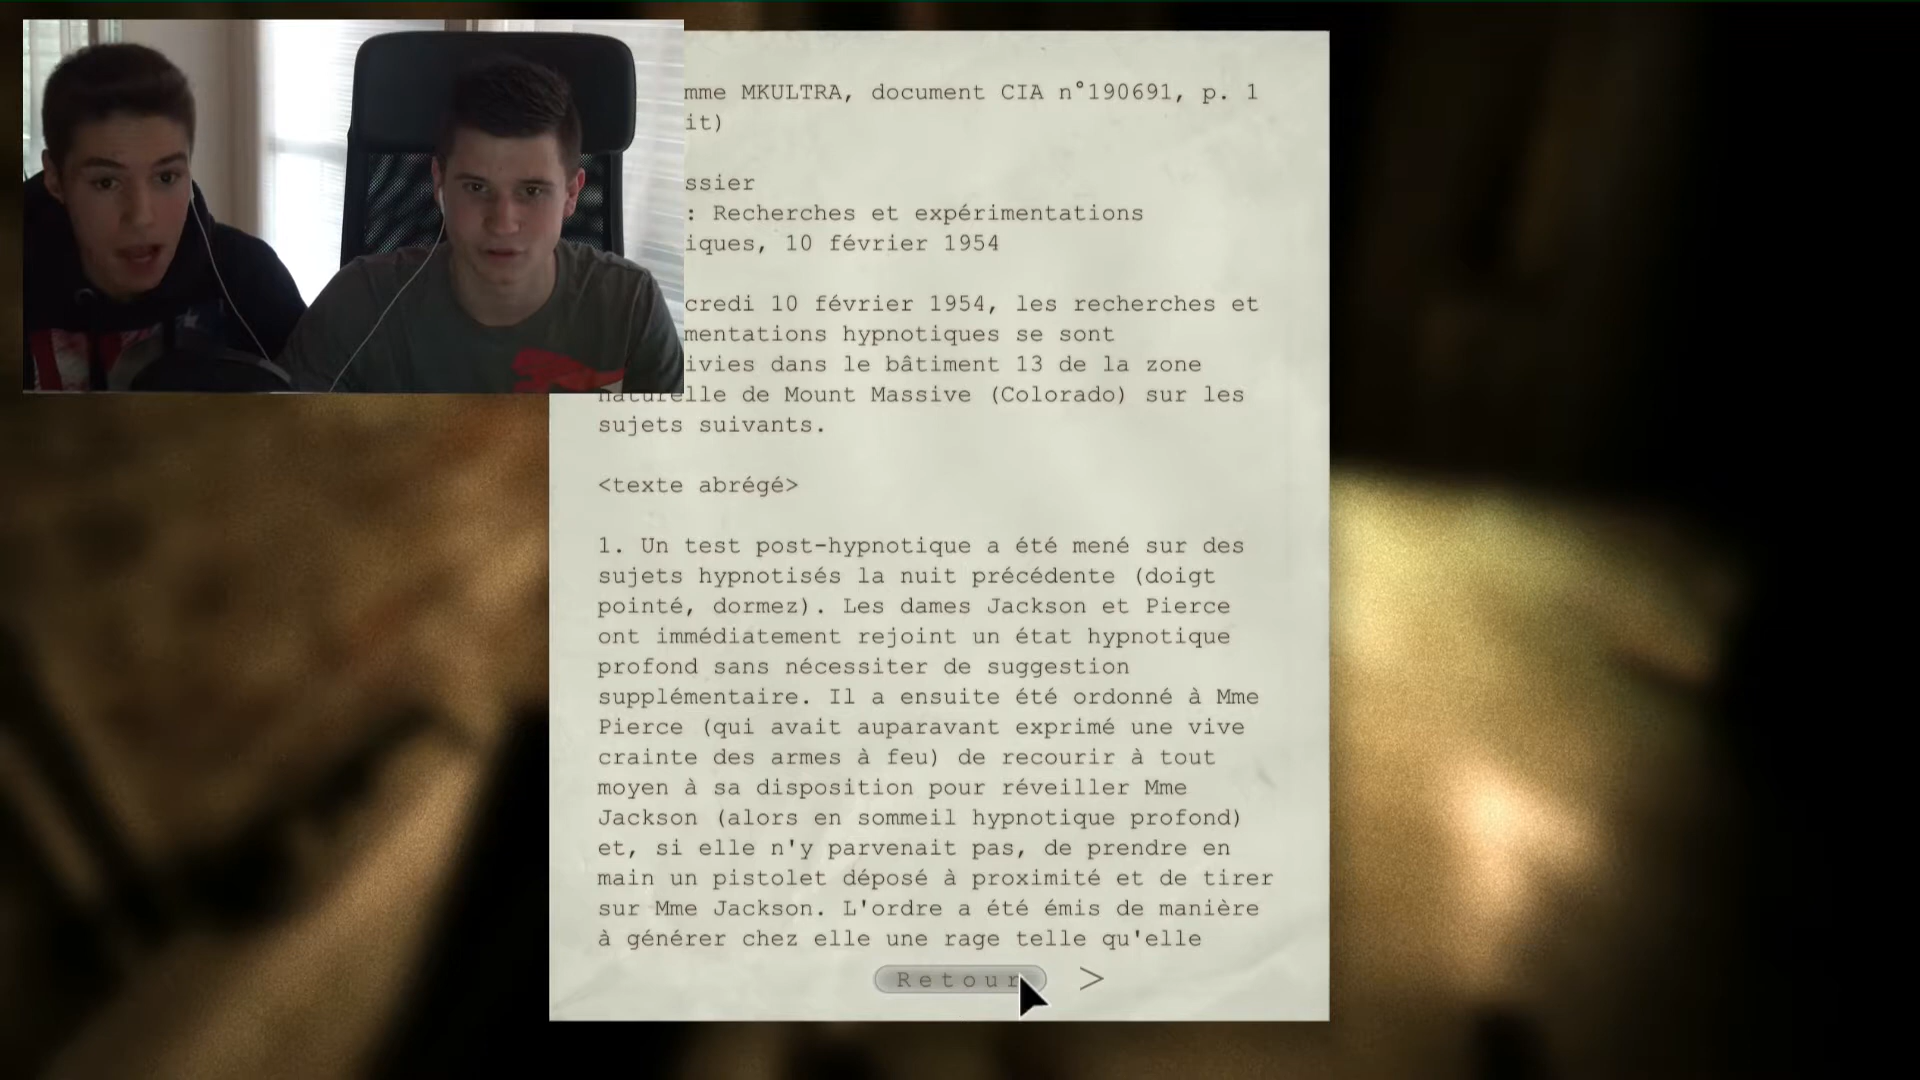 mme MKULTRA, document CIA n°190691, p. 1
it)
ssier
: Recherches et expérimentations
iques, 10 février 1954
credi 10 février 1954, les recherches et
mentations hypnotiques se sont
ivies dans le bâtiment 13 de la zone
naturelle de Mount Massive (Colorado) sur les
sujets suivants.
<texte abrégé>
1. Un test post-hypnotique a été mené sur des
sujets hypnotisés la nuit précédente (doigt
pointé, dormez). Les dames Jackson et Pierce
ont immédiatement rejoint un état hypnotique
profond sans nécessiter de suggestion
supplémentaire. Il a ensuite été ordonné à Mme
Pierce (qui avait auparavant exprimé une vive
crainte des armes à feu) de recourir à tout
moyen à sa disposition pour réveiller Mme
Jackson (alors en sommeil hypnotique profond)
et, si elle n'y parvenait pas, de prendre en
main un pistolet déposé à proximité et de tirer
sur Mme Jackson. L'ordre a été émis de manière
à générer chez elle une rage telle qu'elle
Retour >